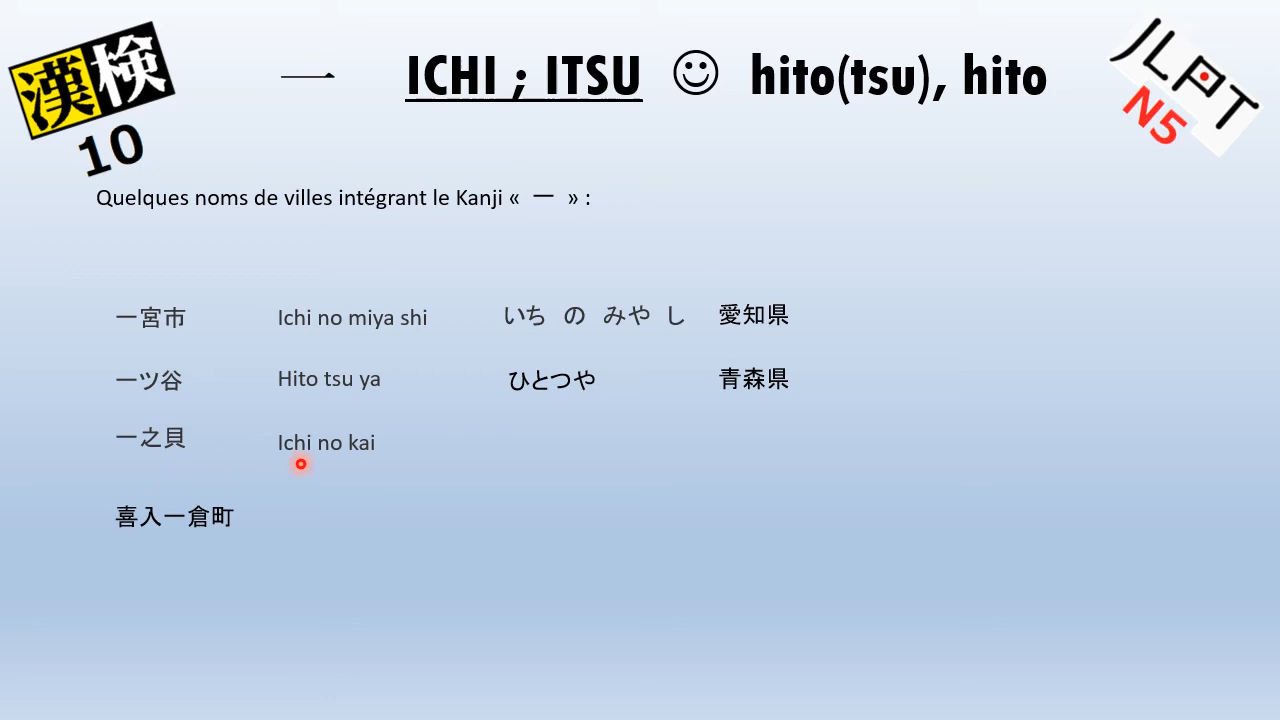 漢検
10
一 ICHI ; ITSU ☺ hito(tsu), hito
JLPT
N5
Quelques noms de villes intégrant le Kanji « 一 » :
一宮市 Ichi no miya shi いち の みや し 愛知県
一ツ谷 Hito tsu ya ひとつや 青森県
一之貝 Ichi no kai
喜入一倉町